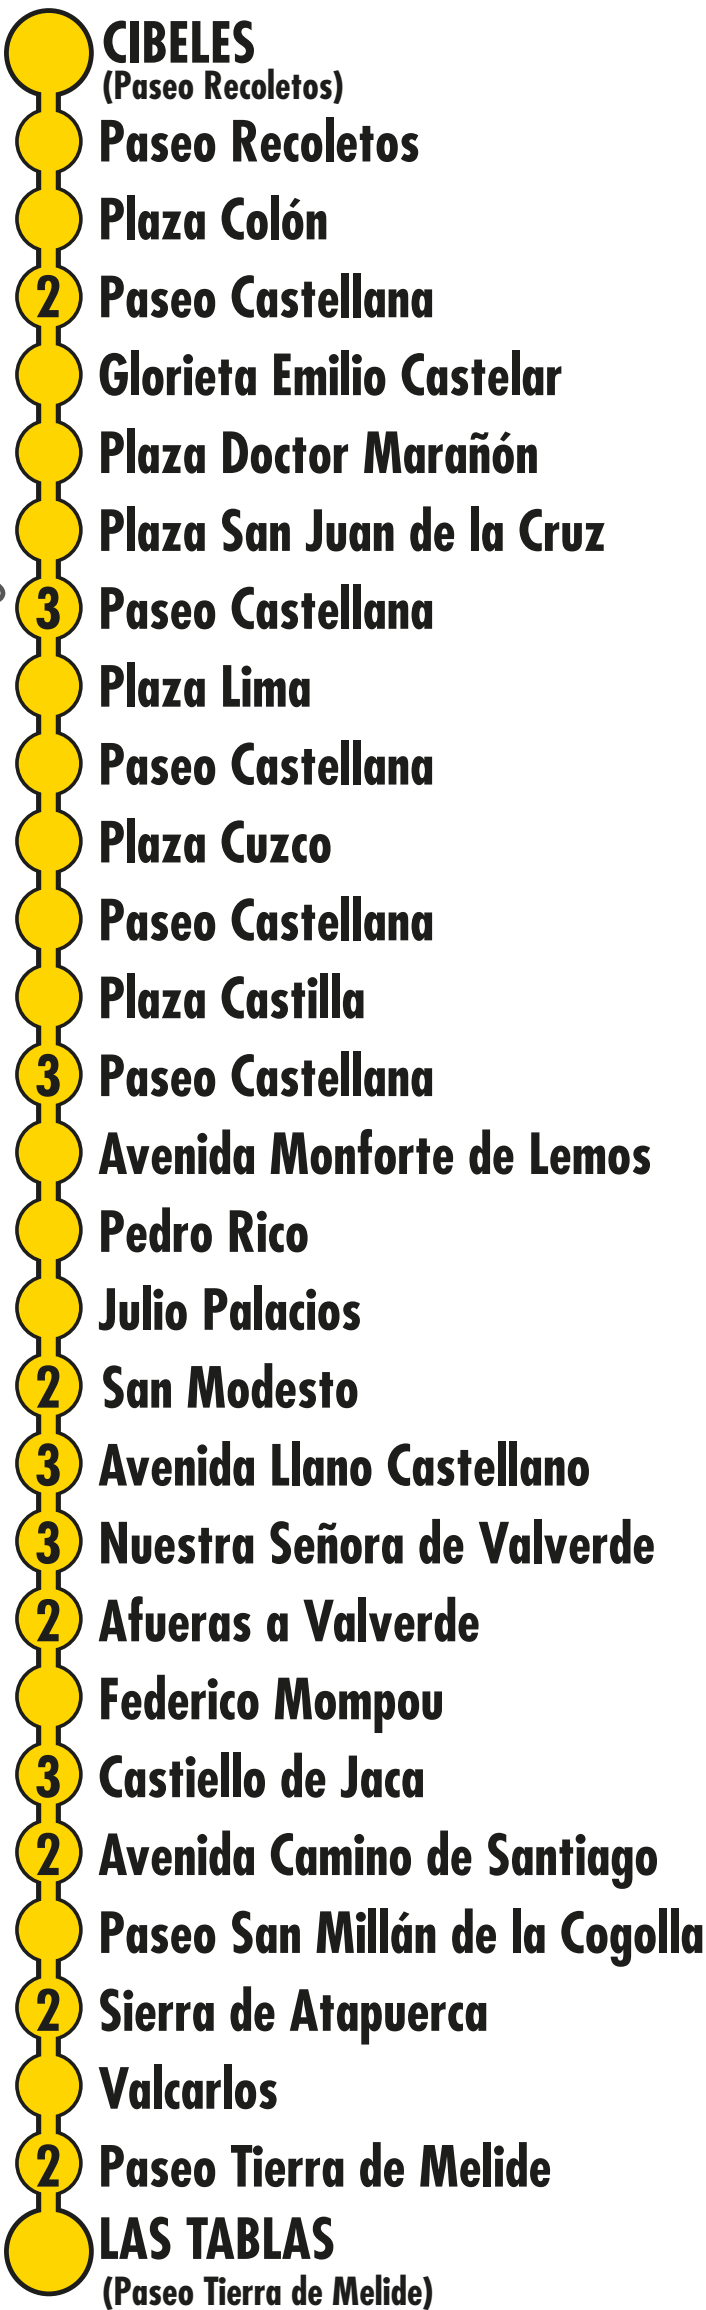 CIBELES
(Paseo Recoletos)
Paseo Recoletos
Plaza Colón
2 Paseo Castellana
Glorieta Emilio Castelar
Plaza Doctor Marañón
Plaza San Juan de la Cruz
3 Paseo Castellana
Plaza Lima
Paseo Castellana
Plaza Cuzco
Paseo Castellana
Plaza Castilla
3 Paseo Castellana
Avenida Monforte de Lemos
Pedro Rico
Julio Palacios
2 San Modesto
3 Avenida Llano Castellano
3 Nuestra Señora de Valverde
2 Afueras a Valverde
Federico Mompou
3 Castiello de Jaca
2 Avenida Camino de Santiago
Paseo San Millán de la Cogolla
2 Sierra de Atapuerca
Valcarlos
2 Paseo Tierra de Melide
LAS TABLAS
(Paseo Tierra de Melide)